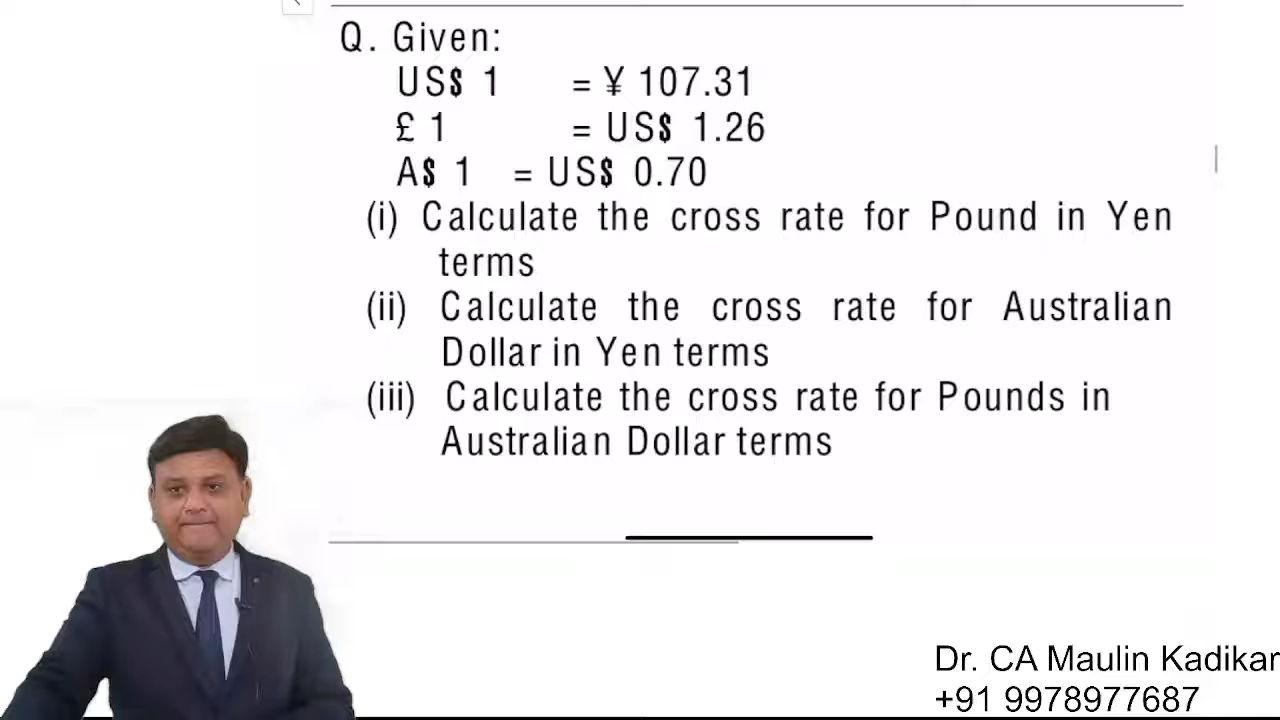 Q. Given:
US$ 1 = ¥ 107.31
£ 1 = US$ 1.26
A$ 1 = US$ 0.70
(i) Calculate the cross rate for Pound in Yen
terms
(ii) Calculate the cross rate for Australian
Dollar in Yen terms
(iii) Calculate the cross rate for Pounds in
Australian Dollar terms
Dr. CA Maulin Kadikar
+91 9978977687